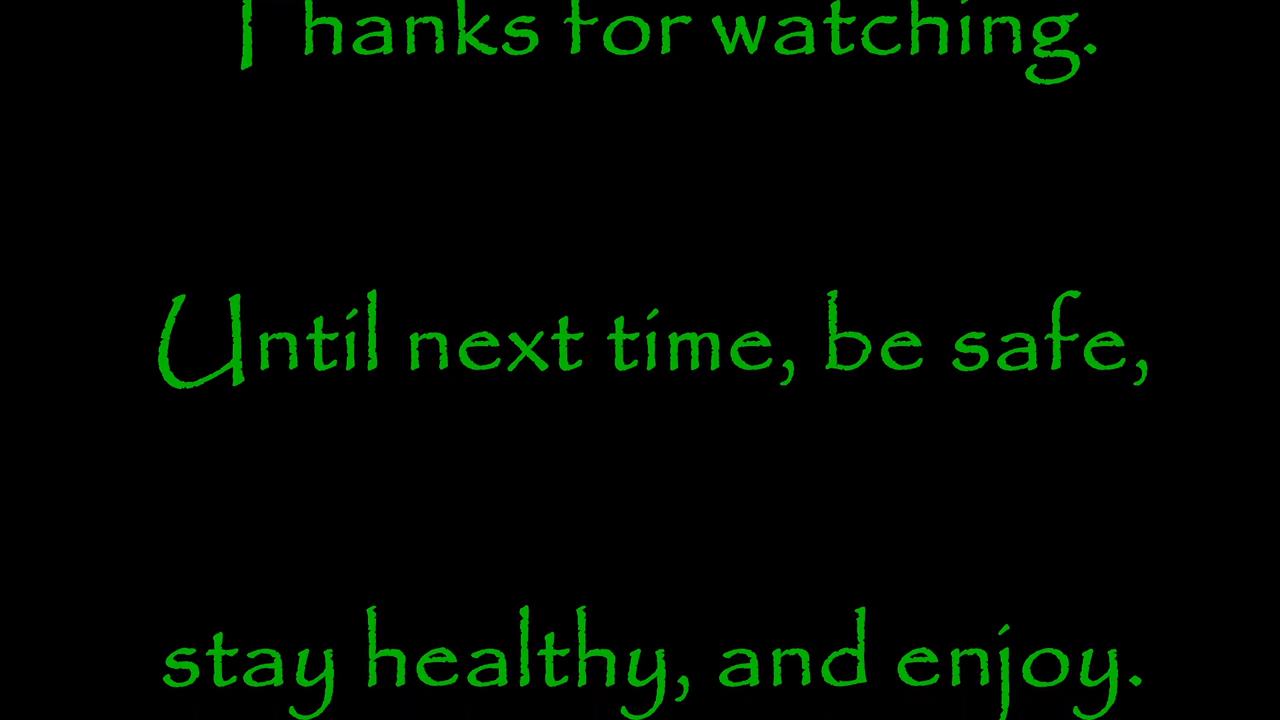 Thanks for watching.
Until next time, be safe,
stay healthy, and enjoy.